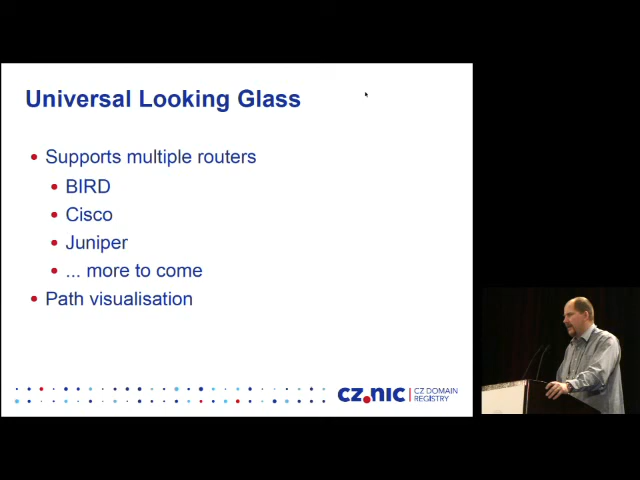 Universal Looking Glass
Supports multiple routers
BIRD
Cisco
Juniper
... more to come
Path visualisation
CZ.NIC CZ DOMAIN
REGISTRY